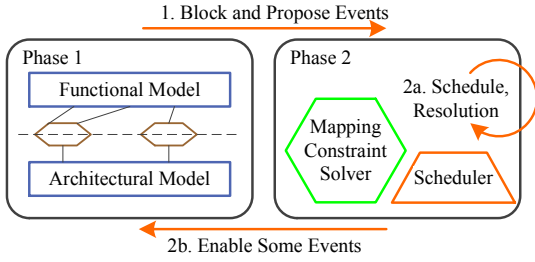 1. Block and Propose Events
Phase 1
Functional Model
Architectural Model
Phase 2
2a. Schedule,
Resolution
Mapping
Constraint
Solver
Scheduler
2b. Enable Some Events